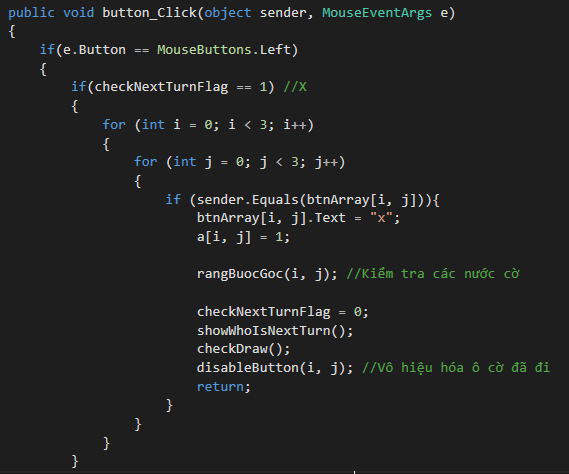 public void button_Click(object sender, MouseEventArgs e)
{
if(e.Button == MouseButtons.Left)
{
if(checkNextTurnFlag == 1) //X
{
for (int i = 0; i < 3; i++)
{
for (int j = 0; j < 3; j++)
{
if (sender.Equals(btnArray[i, j])){
btnArray[i, j].Text = "x";
a[i, j] = 1;
rangBuocGoc(i, j); //Kiểm tra các nước cờ
checkNextTurnFlag = 0;
showWhoIsNextTurn();
checkDraw();
disableButton(i, j); //Vô hiệu hóa ô cờ đã đi
return;
}
}
}
}